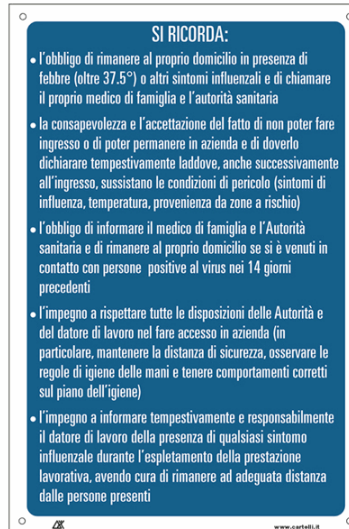 SI RICORDA:
• l'obbligo di rimanere al proprio domicilio in presenza di
febbre (oltre 37.5°) o altri sintomi influenzali e di chiamare
il proprio medico di famiglia e l'autorità sanitaria
• la consapevolezza e l'accettazione del fatto di non poter fare
ingresso o di poter permanere in azienda e di doverlo
dichiarare tempestivamente laddove, anche successivamente
all'ingresso, sussistano le condizioni di pericolo (sintomi di
influenza, temperatura, provenienza da zone a rischio)
• l'obbligo di informare il medico di famiglia e l'Autorità
sanitaria e di rimanere al proprio domicilio se si è venuti in
contatto con persone positive al virus nei 14 giorni
precedenti
• l'impegno a rispettare tutte le disposizioni delle Autorità e
del datore di lavoro nel fare accesso in azienda (in
particolare, mantenere la distanza di sicurezza, osservare le
regole di igiene delle mani e tenere comportamenti corretti
sul piano dell'igiene)
• l'impegno a informare tempestivamente e responsabilmente
il datore di lavoro della presenza di qualsiasi sintomo
influenzale durante l'espletamento della prestazione
lavorativa, avendo cura di rimanere ad adeguata distanza
dalle persone presenti
www.cartelli.it